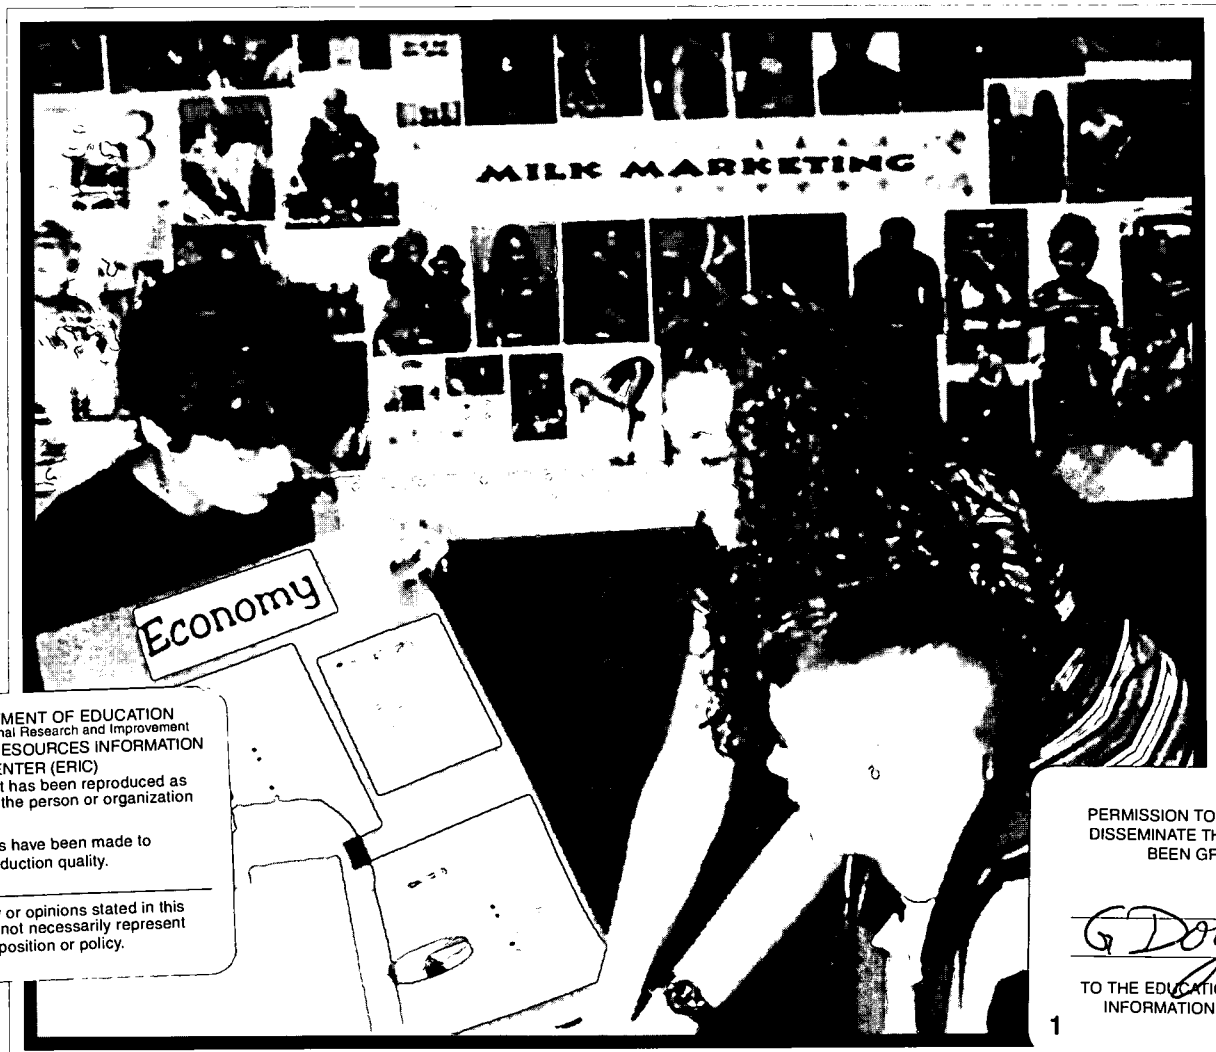 MILK MARKETING
Economy
MENT OF EDUCATION
nal Research and Improvement
ESOURCES INFORMATION
ENTER (ERIC)
t has been reproduced as
the person or organization
s have been made to
duction quality.
or opinions stated in this
not necessarily represent
position or policy.
PERMISSION TO
DISSEMINATE TH
BEEN GR
TO THE EDUCATIO
INFORMATION
1